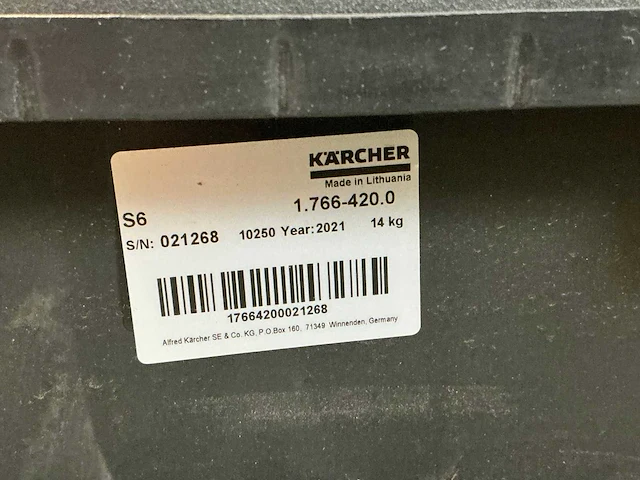 KÄRCHER
Made in Lithuania
S6 1.766-420.0
S/N: 021268 10250 Year:2021 14 kg
17664200021268
Alfred Kärcher SE & Co. KG, P.O.Box 160, 71349 Winnenden, Germany